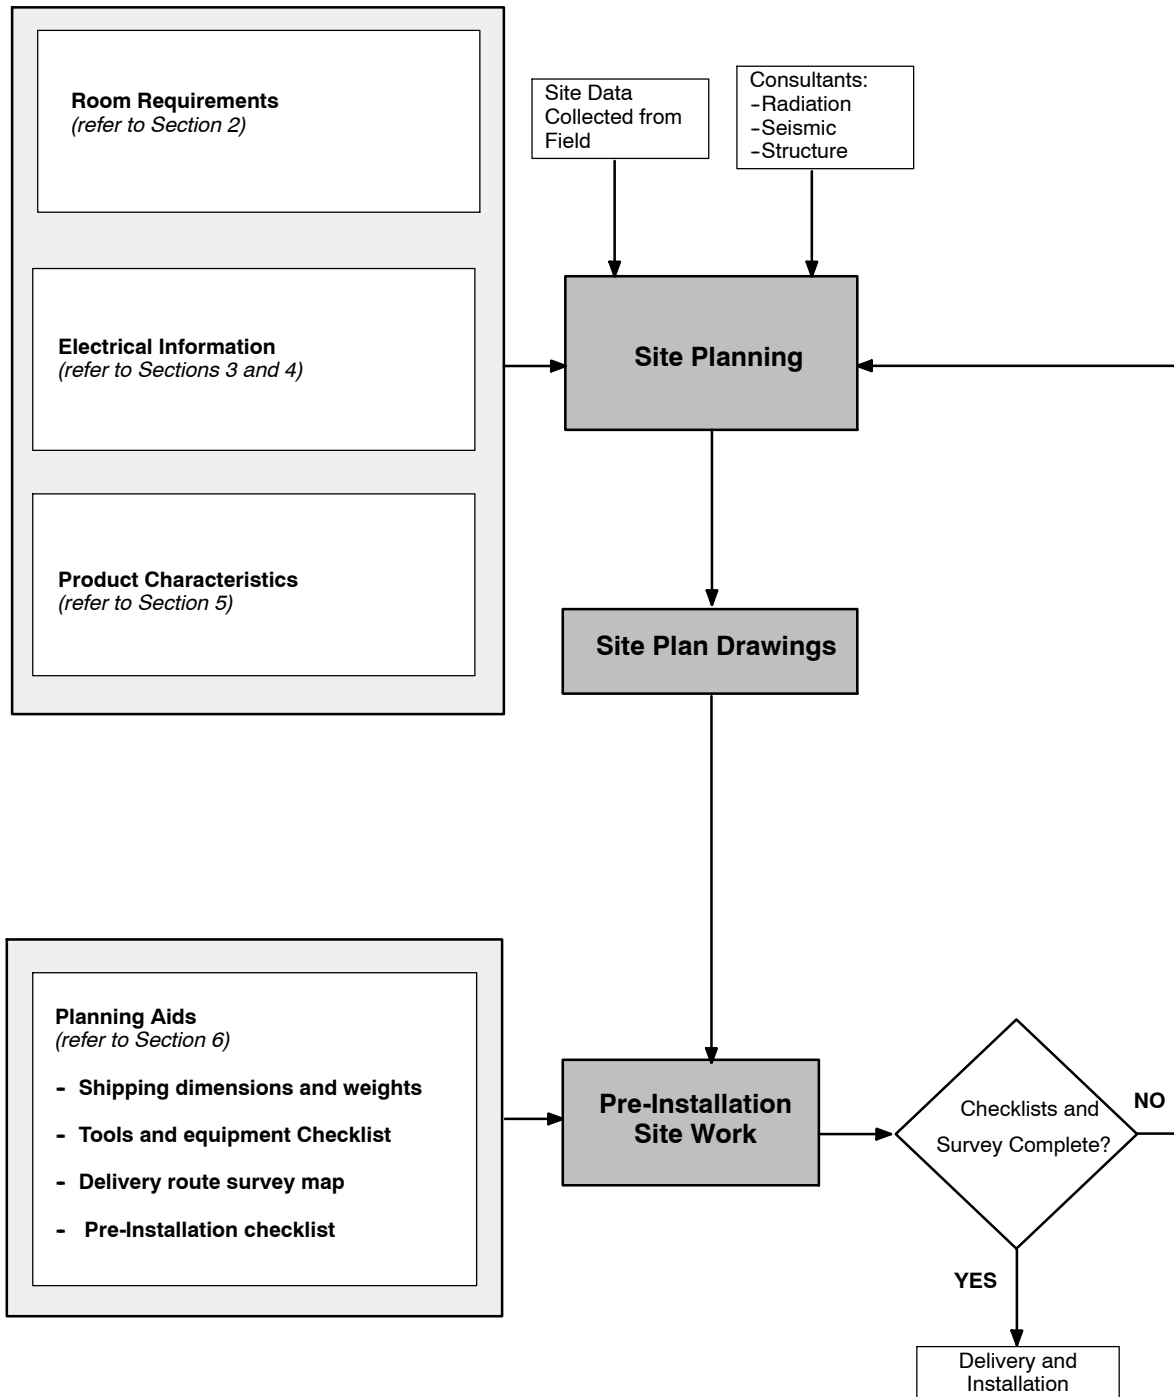 Room Requirements
(refer to Section 2)
Site Data
Collected from
Field
Consultants:
-Radiation
-Seismic
-Structure
Electrical Information
(refer to Sections 3 and 4)
Site Planning
Product Characteristics
(refer to Section 5)
Site Plan Drawings
Planning Aids
(refer to Section 6)
- Shipping dimensions and weights
- Tools and equipment Checklist
- Delivery route survey map
- Pre-Installation checklist
Pre-Installation
Site Work
Checklists and
Survey Complete?
NO
YES
Delivery and
Installation